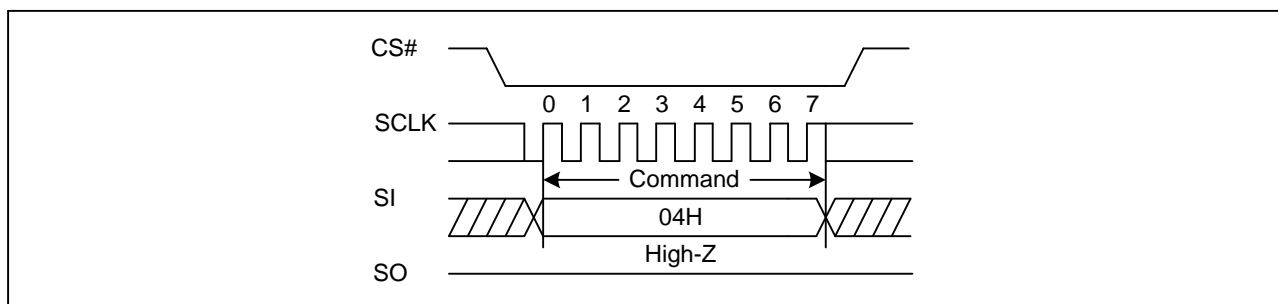 CS#
0 1 2 3 4 5 6 7
SCLK
Command
SI
04H
High-Z
SO